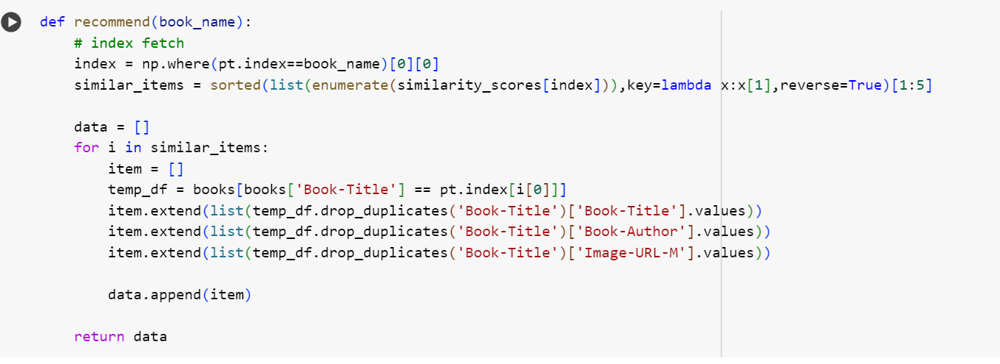 def recommend(book_name):
    # index fetch
    index = np.where(pt.index==book_name)[0][0]
    similar_items = sorted(list(enumerate(similarity_scores[index])),key=lambda x:x[1],reverse=True)[1:5]

    data = []
    for i in similar_items:
        item = []
        temp_df = books[books['Book-Title'] == pt.index[i[0]]]
        item.extend(list(temp_df.drop_duplicates('Book-Title')['Book-Title'].values))
        item.extend(list(temp_df.drop_duplicates('Book-Title')['Book-Author'].values))
        item.extend(list(temp_df.drop_duplicates('Book-Title')['Image-URL-M'].values))

        data.append(item)

    return data